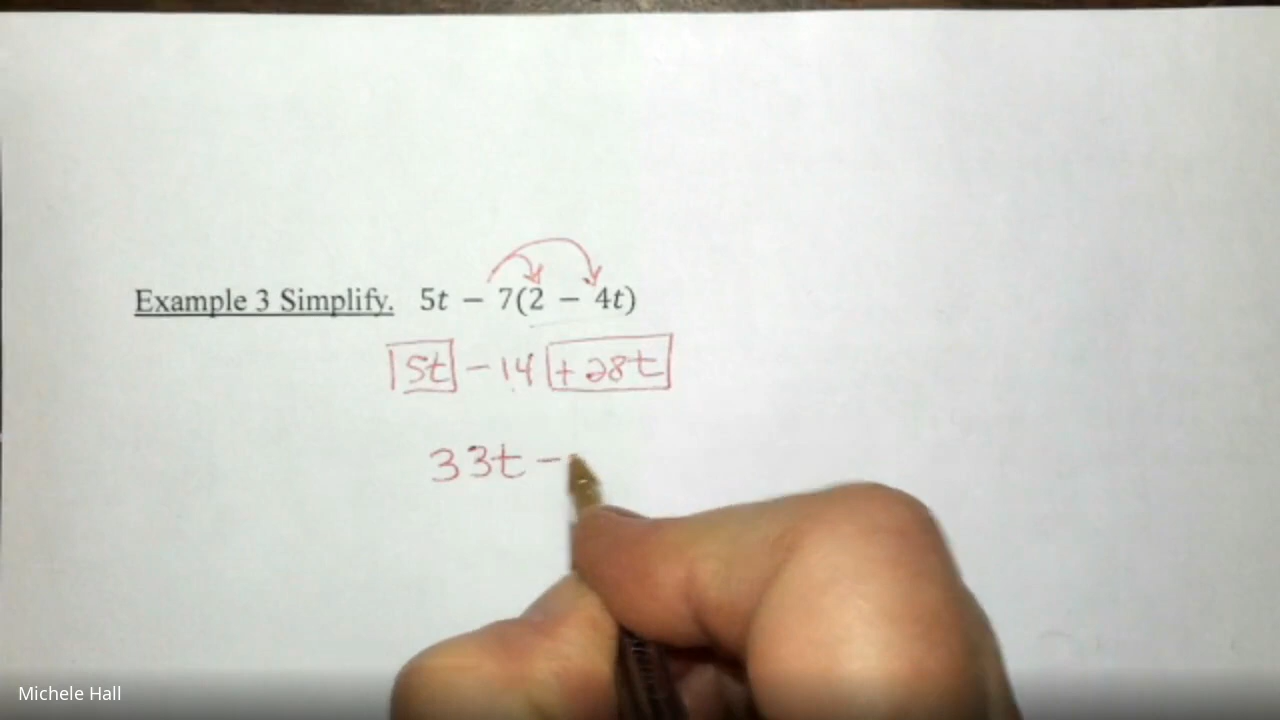 Example 3 Simplify. 5t − 7(2 − 4t)
5t − 14 + 28t
33t −
Michele Hall